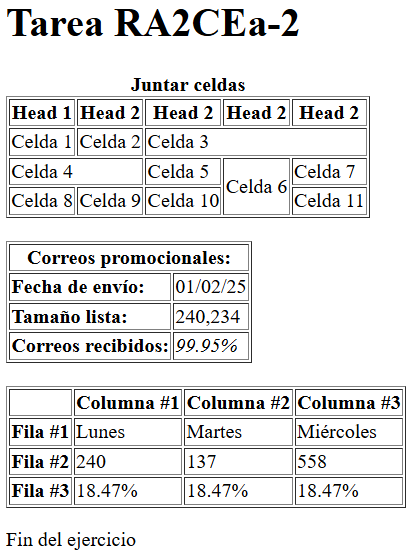 Tarea RA2CEa-2
Juntar celdas
Head 1 Head 2 Head 2 Head 2 Head 2
Celda 1 Celda 2 Celda 3
Celda 4 Celda 5 Celda 6 Celda 7
Celda 8 Celda 9 Celda 10 Celda 11
Correos promocionales:
Fecha de envío: 01/02/25
Tamaño lista: 240,234
Correos recibidos: 99.95%
Columna #1 Columna #2 Columna #3
Fila #1 Lunes Martes Miércoles
Fila #2 240 137 558
Fila #3 18.47% 18.47% 18.47%
Fin del ejercicio